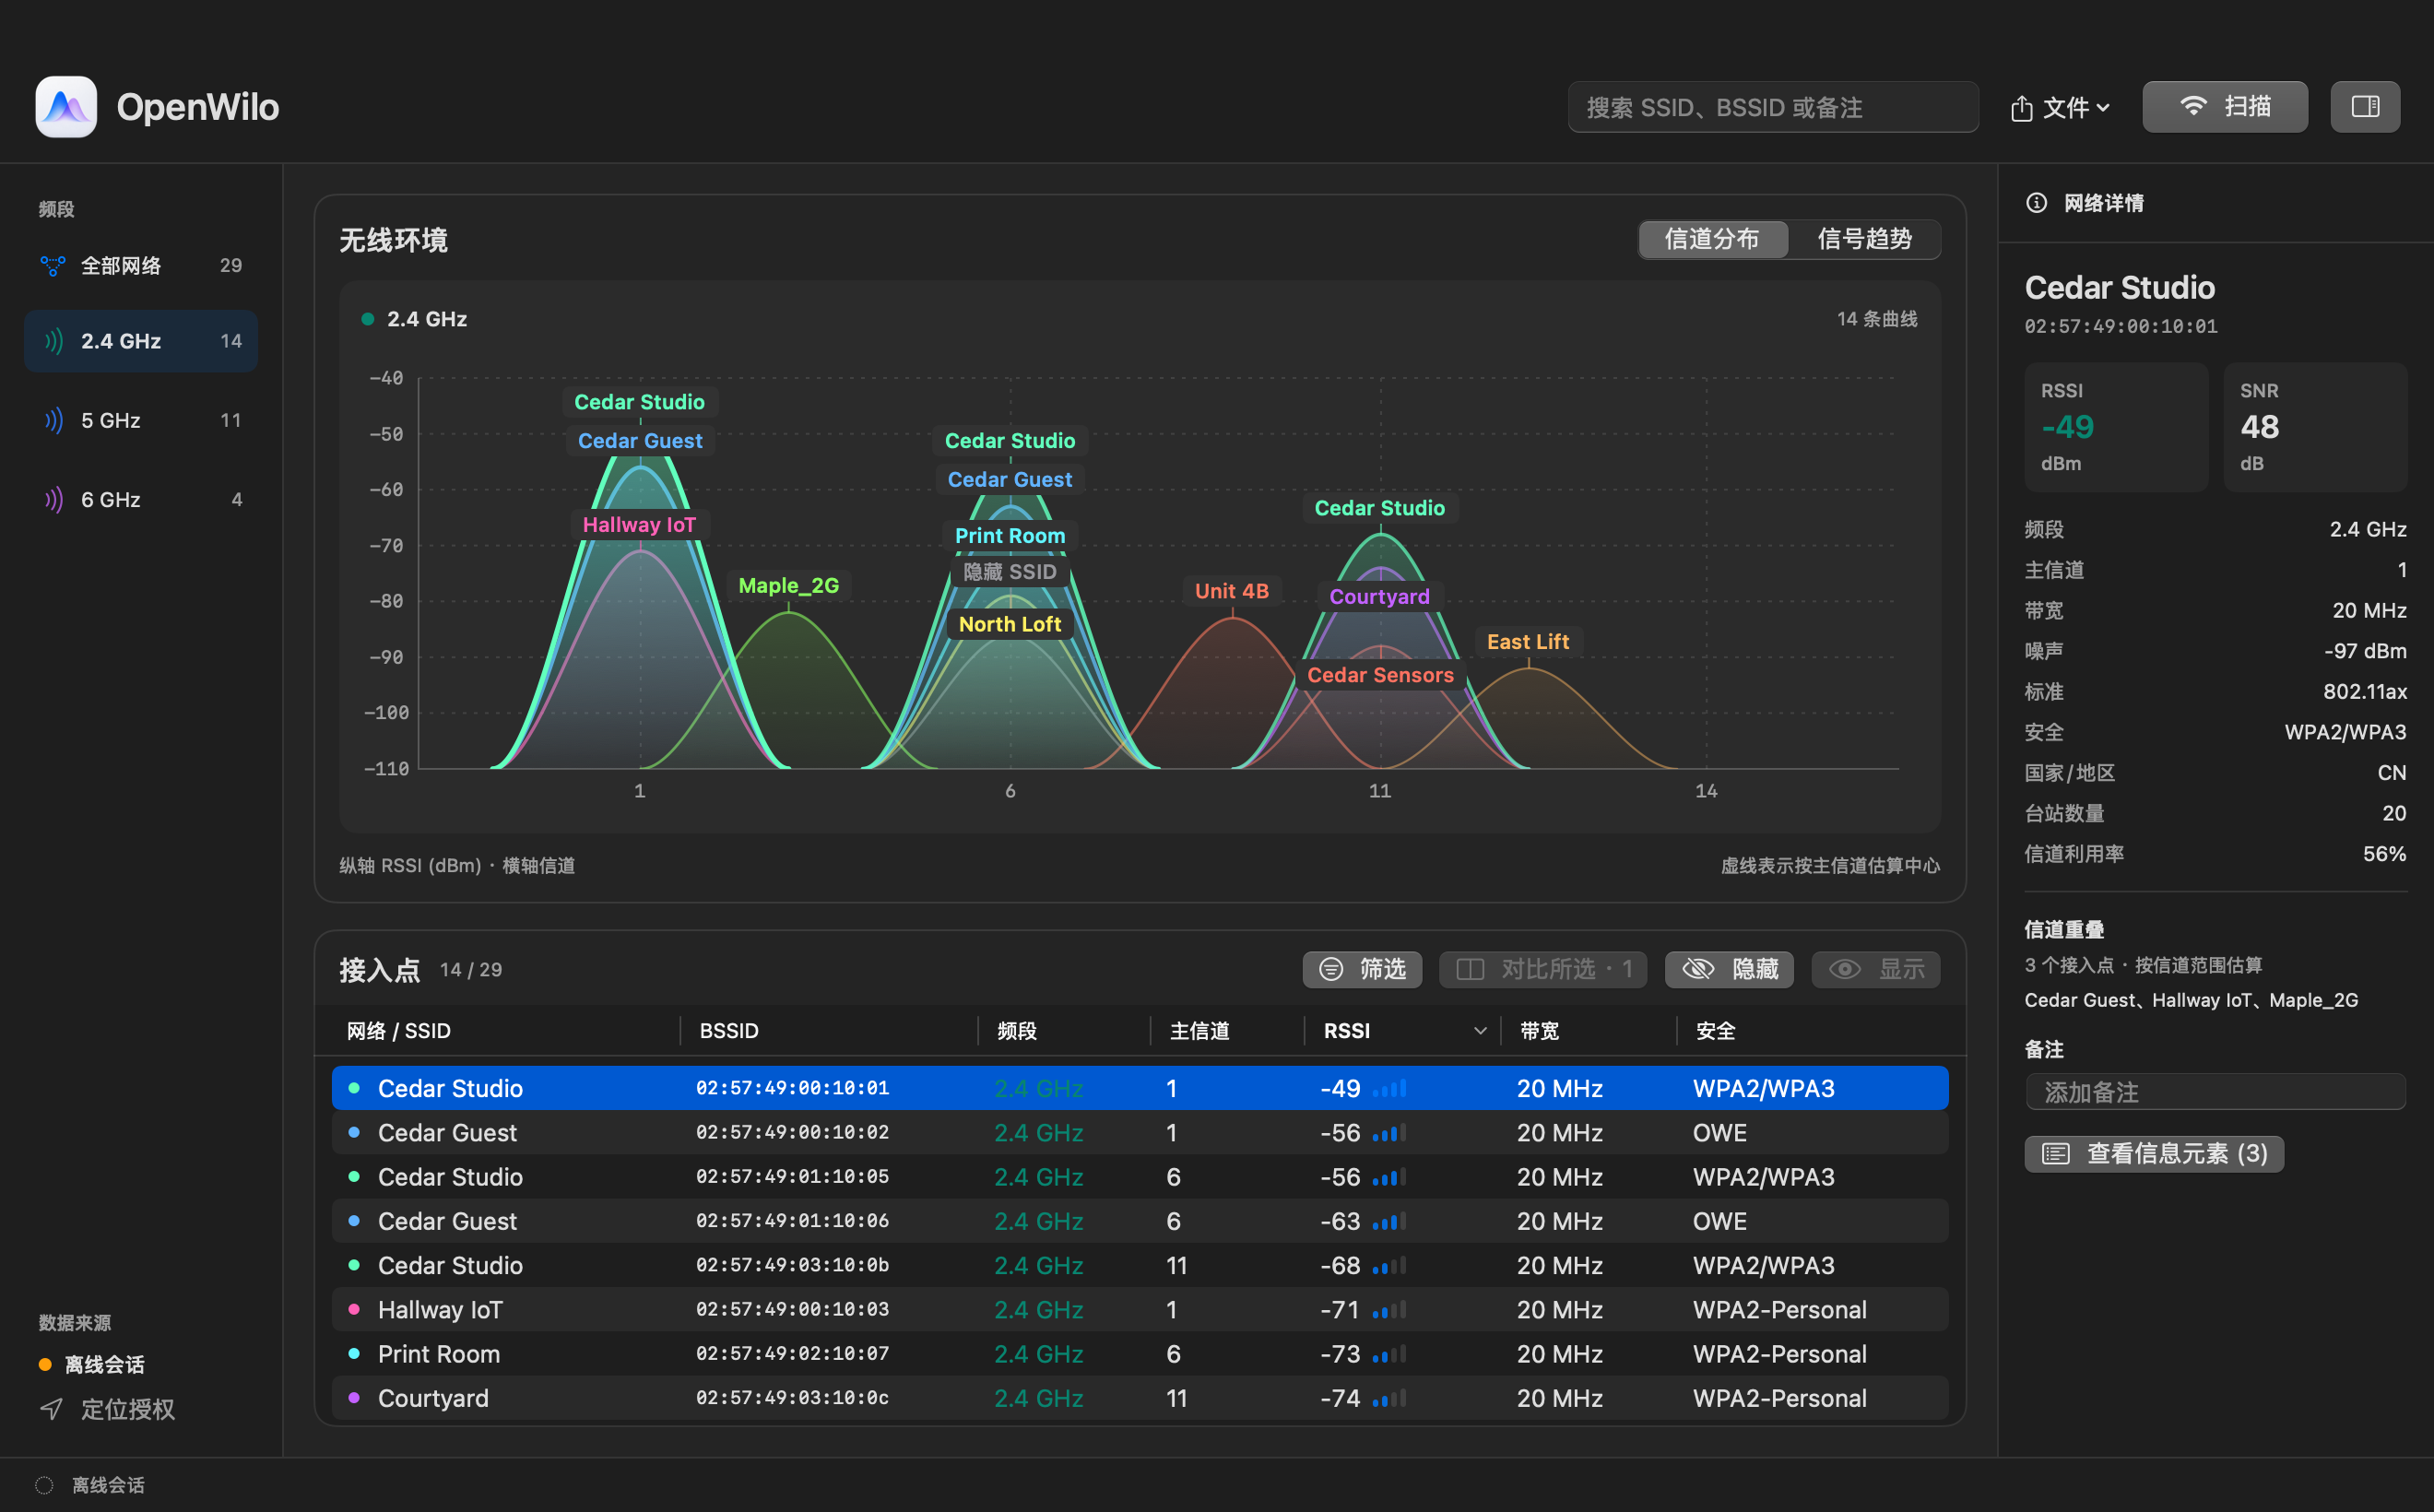 OpenWilo
搜索 SSID、BSSID 或备注
文件
扫描
频段
全部网络 29
2.4 GHz 14
5 GHz 11
6 GHz 4
数据来源
离线会话
定位授权
离线会话
无线环境
信道分布 信号趋势
2.4 GHz
14 条曲线
−40
−50
−60
−70
−80
−90
−100
−110
Cedar Studio
Cedar Guest
Hallway IoT
Maple_2G
Cedar Studio
Cedar Guest
Print Room
隐藏 SSID
North Loft
Unit 4B
Cedar Studio
Courtyard
Cedar Sensors
East Lift
1 6 11 14
纵轴 RSSI (dBm) · 横轴信道
虚线表示按主信道估算中心
接入点 14 / 29
筛选 对比所选 · 1 隐藏 显示
网络 / SSID BSSID 频段 主信道 RSSI 带宽 安全
Cedar Studio 02:57:49:00:10:01 2.4 GHz 1 -49 20 MHz WPA2/WPA3
Cedar Guest 02:57:49:00:10:02 2.4 GHz 1 -56 20 MHz OWE
Cedar Studio 02:57:49:01:10:05 2.4 GHz 6 -56 20 MHz WPA2/WPA3
Cedar Guest 02:57:49:01:10:06 2.4 GHz 6 -63 20 MHz OWE
Cedar Studio 02:57:49:03:10:0b 2.4 GHz 11 -68 20 MHz WPA2/WPA3
Hallway IoT 02:57:49:00:10:03 2.4 GHz 1 -71 20 MHz WPA2-Personal
Print Room 02:57:49:02:10:07 2.4 GHz 6 -73 20 MHz WPA2-Personal
Courtyard 02:57:49:03:10:0c 2.4 GHz 11 -74 20 MHz WPA2-Personal
网络详情
Cedar Studio
02:57:49:00:10:01
RSSI
-49
dBm
SNR
48
dB
频段 2.4 GHz
主信道 1
带宽 20 MHz
噪声 -97 dBm
标准 802.11ax
安全 WPA2/WPA3
国家/地区 CN
台站数量 20
信道利用率 56%
信道重叠
3 个接入点 · 按信道范围估算
Cedar Guest、Hallway IoT、Maple_2G
备注
添加备注
查看信息元素 (3)